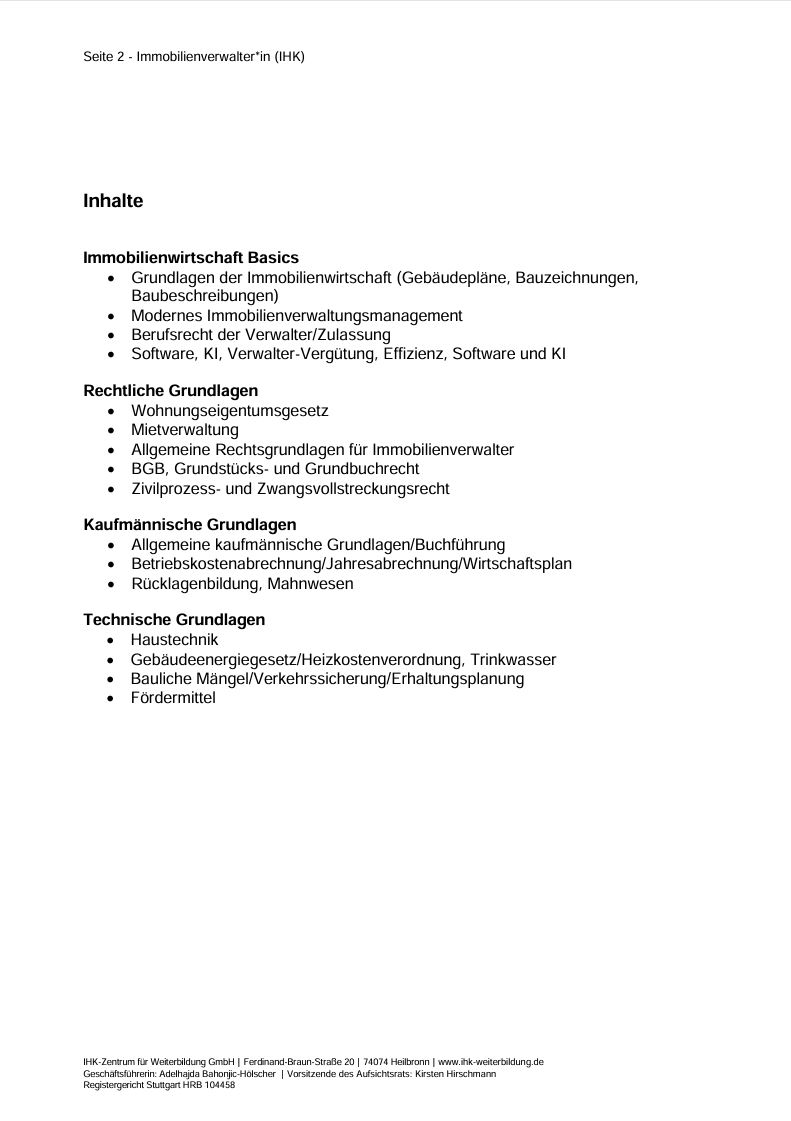 Seite 2 - Immobilienverwalter*in (IHK)
Inhalte
Immobilienwirtschaft Basics
• Grundlagen der Immobilienwirtschaft (Gebäudepläne, Bauzeichnungen,
Baubeschreibungen)
• Modernes Immobilienverwaltungsmanagement
• Berufsrecht der Verwalter/Zulassung
• Software, KI, Verwalter-Vergütung, Effizienz, Software und KI
Rechtliche Grundlagen
• Wohnungseigentumsgesetz
• Mietverwaltung
• Allgemeine Rechtsgrundlagen für Immobilienverwalter
• BGB, Grundstücks- und Grundbuchrecht
• Zivilprozess- und Zwangsvollstreckungsrecht
Kaufmännische Grundlagen
• Allgemeine kaufmännische Grundlagen/Buchführung
• Betriebskostenabrechnung/Jahresabrechnung/Wirtschaftsplan
• Rücklagenbildung, Mahnwesen
Technische Grundlagen
• Haustechnik
• Gebäudeenergiegesetz/Heizkostenverordnung, Trinkwasser
• Bauliche Mängel/Verkehrssicherung/Erhaltungsplanung
• Fördermittel
IHK-Zentrum für Weiterbildung GmbH | Ferdinand-Braun-Straße 20 | 74074 Heilbronn | www.ihk-weiterbildung.de
Geschäftsführerin: Adelhajda Bahonjic-Hölscher | Vorsitzende des Aufsichtsrats: Kirsten Hirschmann
Registergericht Stuttgart HRB 104458